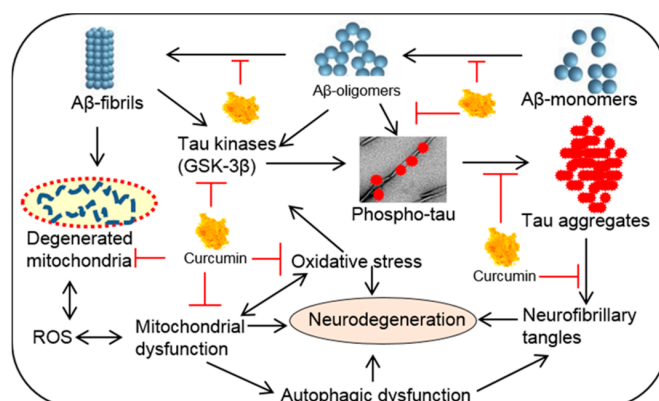 Aβ-fibrils
Aβ-oligomers
Aβ-monomers
Tau kinases
(GSK-3β)
Phospho-tau
Tau aggregates
Degenerated
mitochondria
Curcumin
Oxidative stress
Curcumin
ROS
Mitochondrial
dysfunction
Neurodegeneration
Neurofibrillary
tangles
Autophagic dysfunction